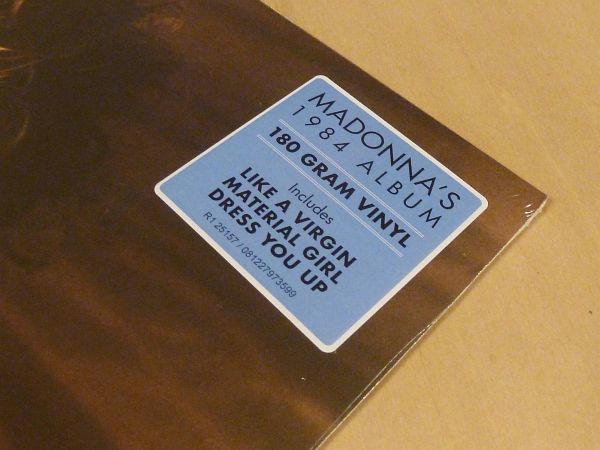 MADONNA'S
1984 ALBUM
180 GRAM VINYL
Includes
LIKE A VIRGIN
MATERIAL GIRL
DRESS YOU UP
R1 25157 / 081227973599